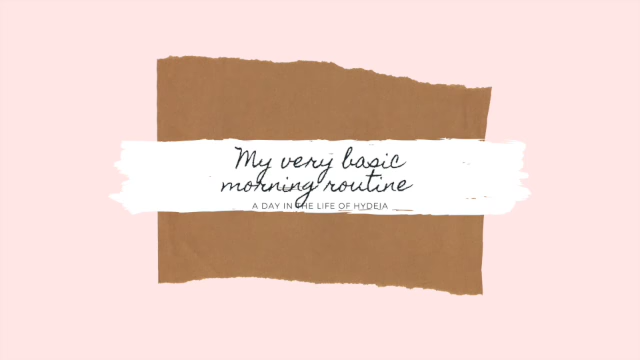 My very basic
morning routine
A DAY IN THE LIFE OF HYDEIA